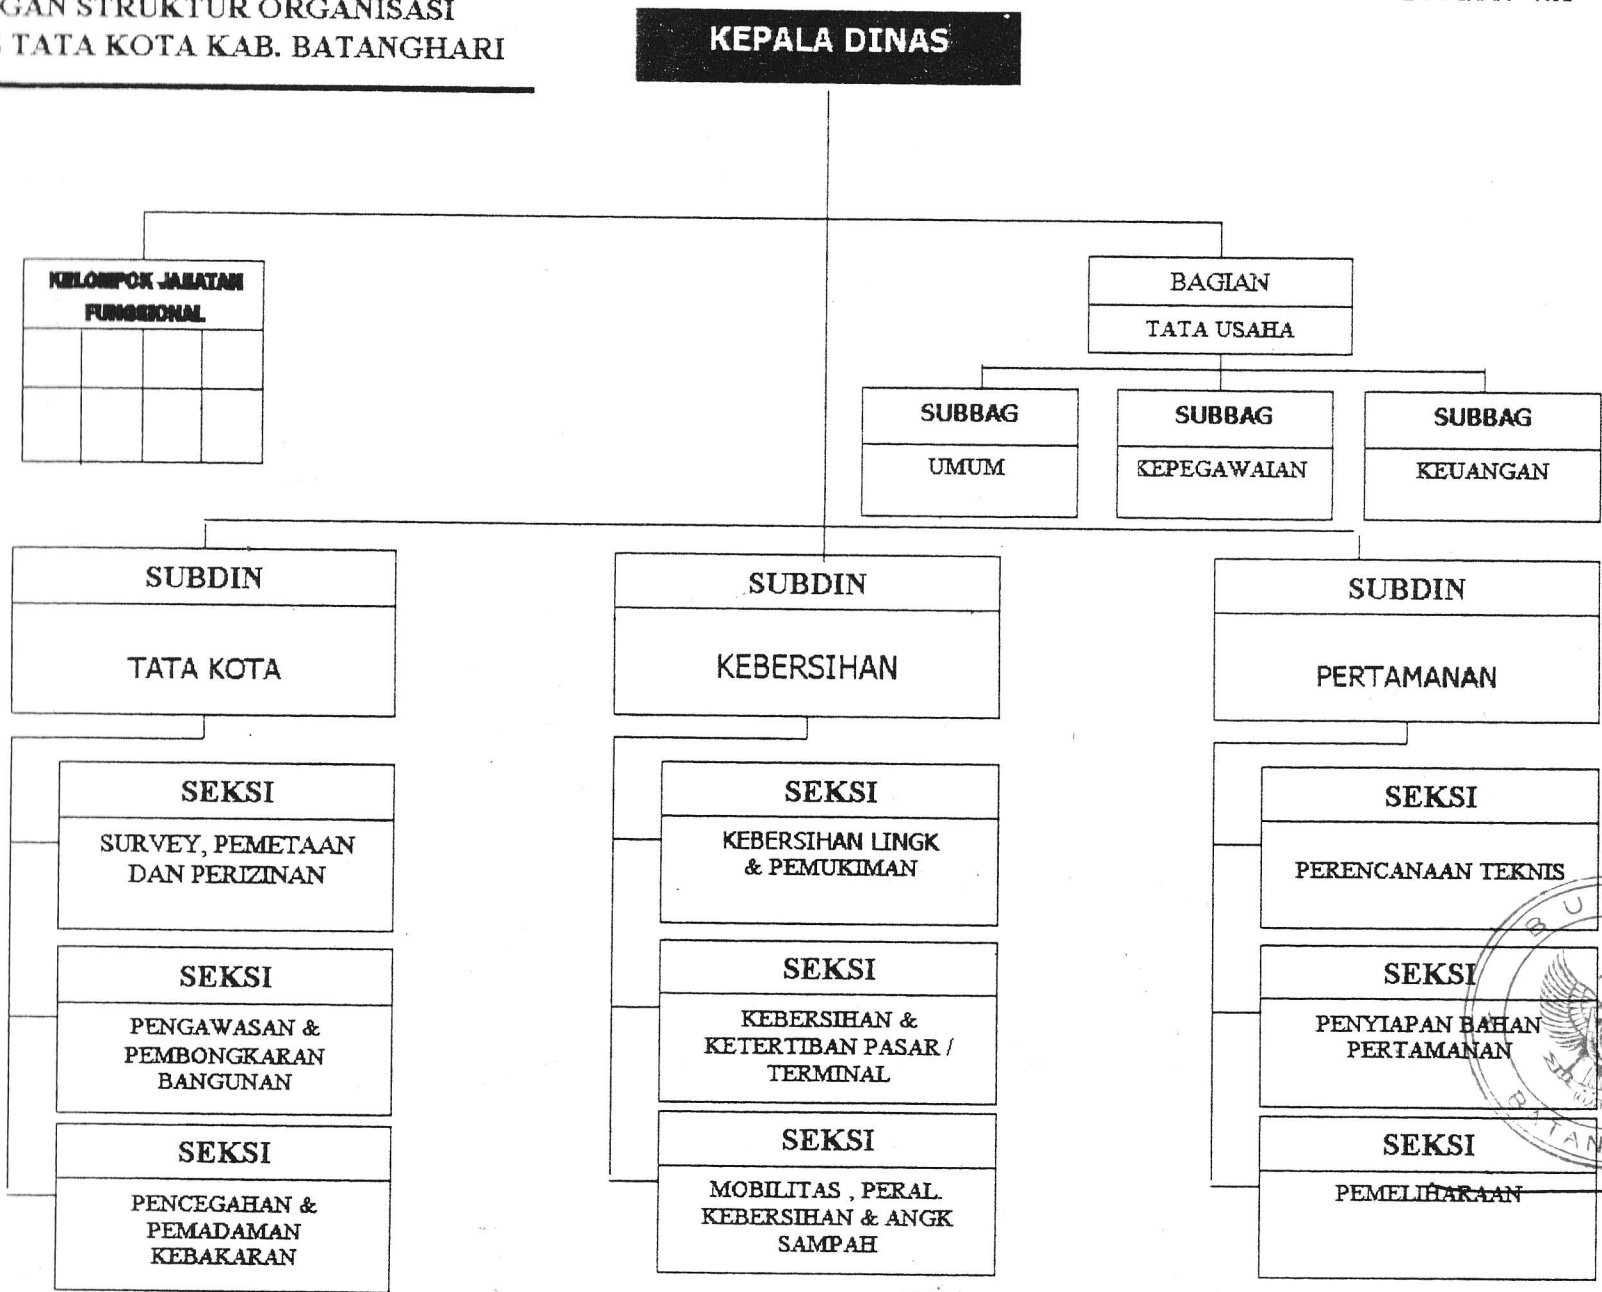 GAN STRUKTUR ORGANISASI
TATA KOTA KAB. BATANGHARI
KEPALA DINAS
KELOMPOK JABATAN
FUNGSIONAL
BAGIAN
TATA USAHA
SUBBAG
UMUM
SUBBAG
KEPEGAWAIAN
SUBBAG
KEUANGAN
SUBDIN
TATA KOTA
SUBDIN
KEBERSIHAN
SUBDIN
PERTAMANAN
SEKSI
SURVEY, PEMETAAN
DAN PERIZINAN
SEKSI
PENGAWASAN &
PEMBONGKARAN
BANGUNAN
SEKSI
PENCEGAHAN &
PEMADAMAN
KEBAKARAN
SEKSI
KEBERSIHAN LINGK
& PEMUKIMAN
SEKSI
KEBERSIHAN &
KETERTIBAN PASAR /
TERMINAL
SEKSI
MOBILITAS , PERAL.
KEBERSIHAN & ANGK
SAMPAH
SEKSI
PERENCANAAN TEKNIS
SEKSI
PENYIAPAN BAHAN
PERTAMANAN
SEKSI
PEMELIHARAAN
BU
BATAN